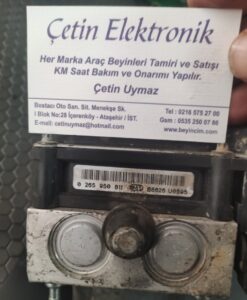 Çetin Elektronik
Her Marka Araç Beyinleri Tamiri ve Satışı
KM Saat Bakım ve Onarımı Yapılır.
Çetin Uymaz
Bostancı Oto San. Sit. Menekşe Sk.
I Blok No:28 İçerenköy - Ataşehir / İST.
E-mail: cetinuymaz@hotmail.com
Tel : 0216 575 27 00
Gsm : 0535 250 07 86
www.beyincim.com
0 265 950 811